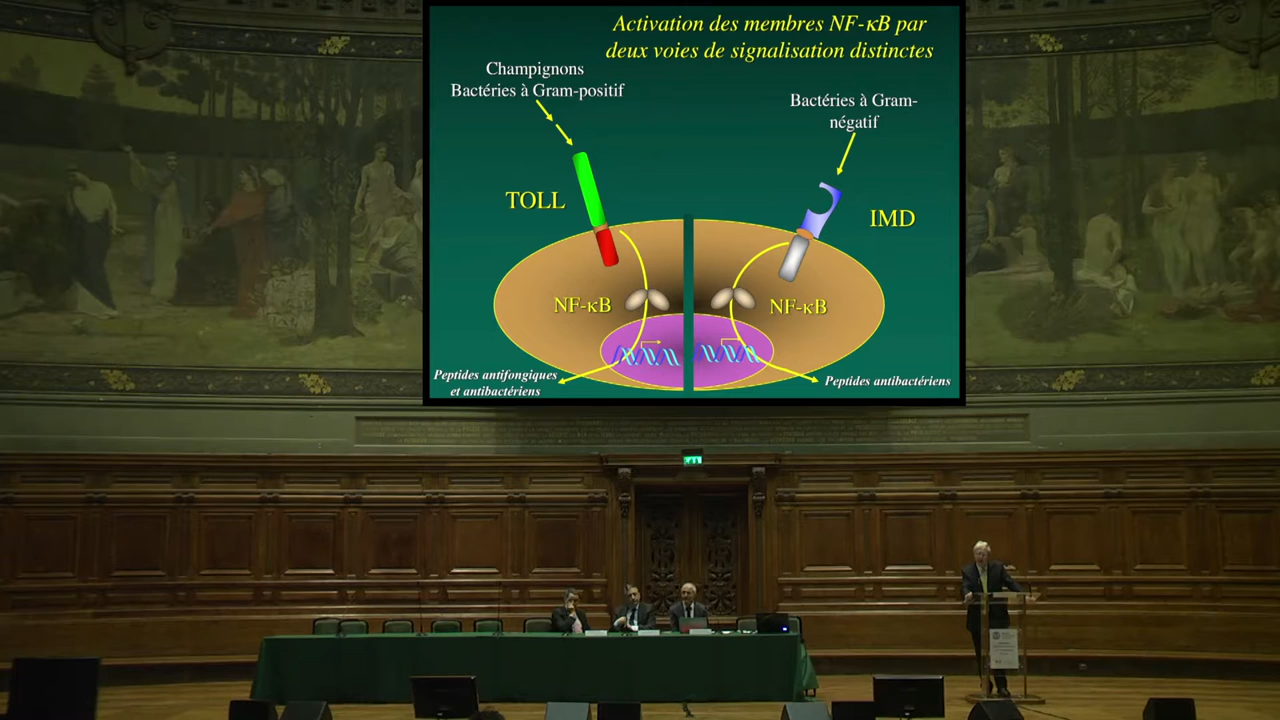 Activation des membres NF-κB par
deux voies de signalisation distinctes
Champignons
Bactéries à Gram-positif
Bactéries à Gram-
négatif
TOLL
IMD
NF-κB
NF-κB
Peptides antifongiques
et antibactériens
Peptides antibactériens